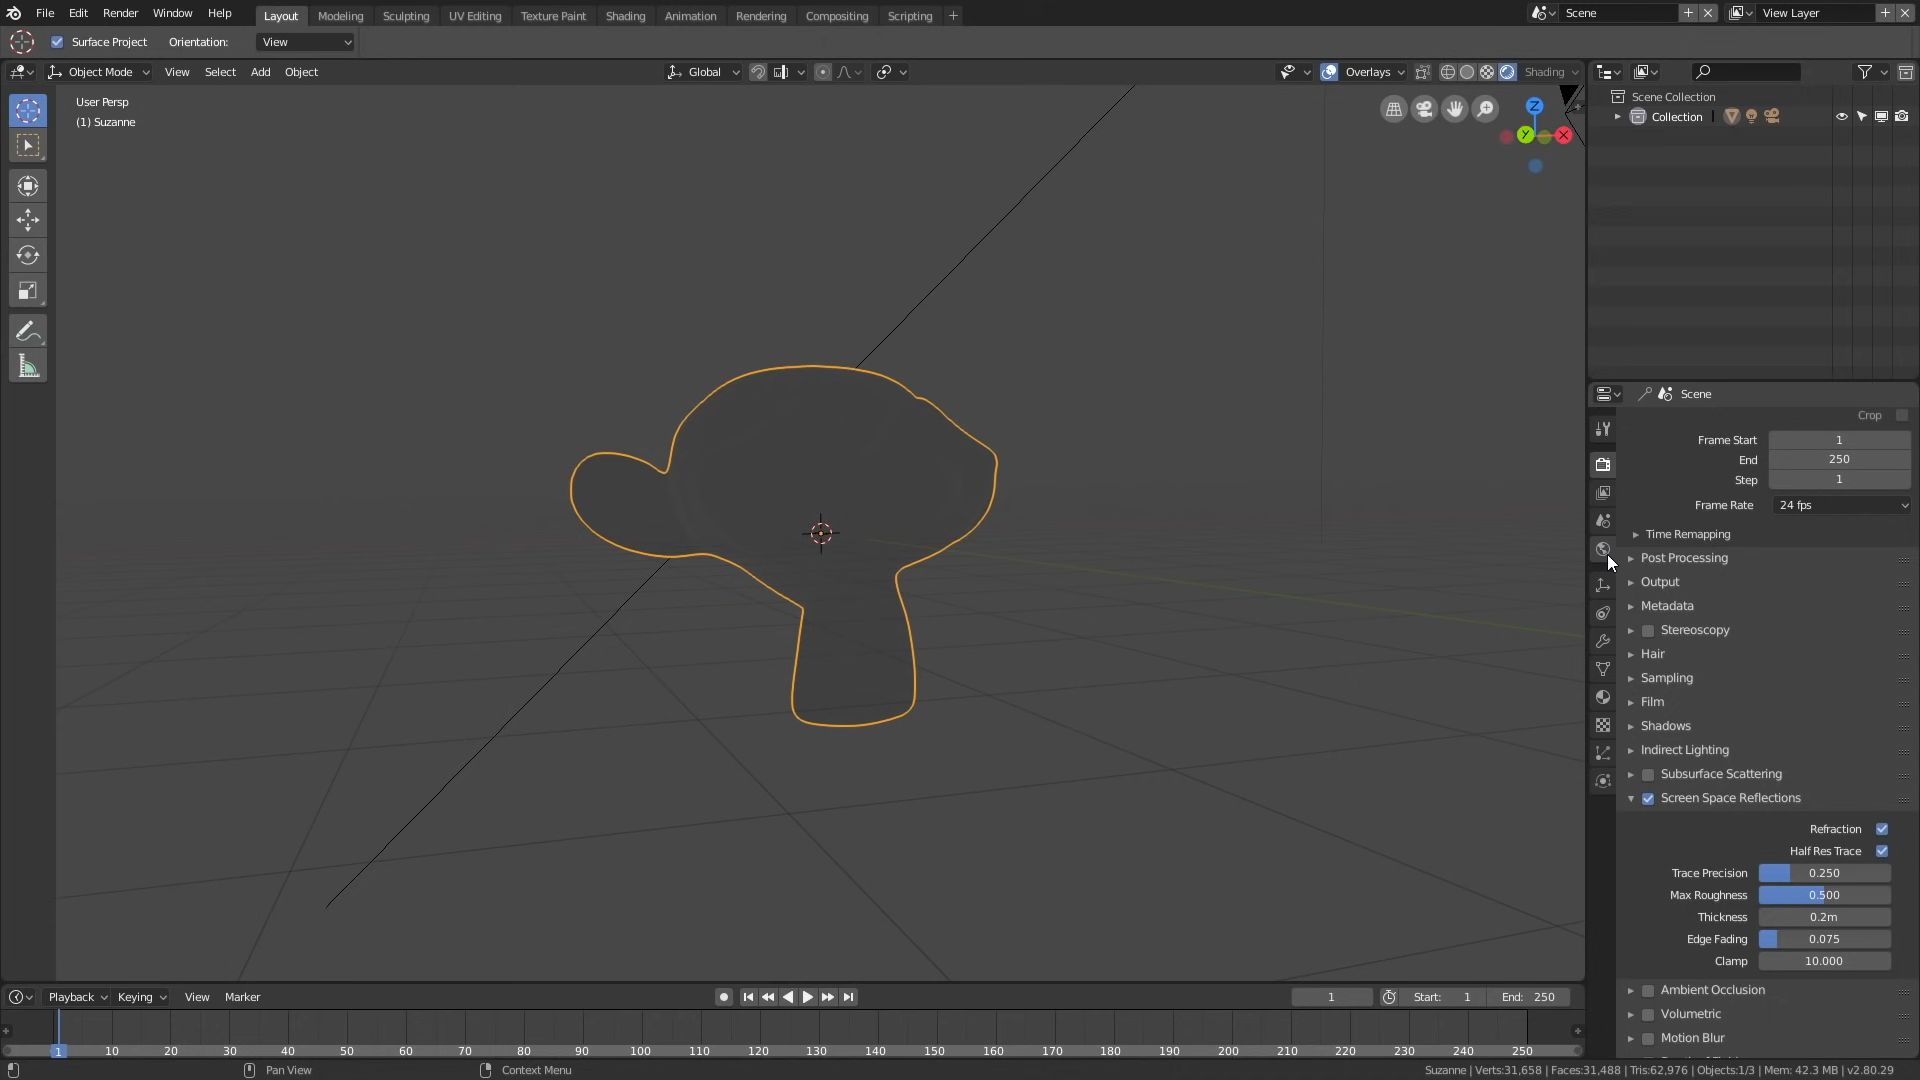 File Edit Render Window Help Layout Modeling Sculpting UV Editing Texture Paint Shading Animation Rendering Compositing Scripting + Scene View Layer
Surface Project Orientation: View
Object Mode View Select Add Object Global Overlays Shading
User Persp
(1) Suzanne
Z
Y X
Scene Collection
Collection
Scene
Crop
Frame Start 1
End 250
Step 1
Frame Rate 24 fps
Time Remapping
Post Processing
Output
Metadata
Stereoscopy
Hair
Sampling
Film
Shadows
Indirect Lighting
Subsurface Scattering
Screen Space Reflections
Refraction
Half Res Trace
Trace Precision 0.250
Max Roughness 0.500
Thickness 0.2m
Edge Fading 0.075
Clamp 10.000
Ambient Occlusion
Volumetric
Motion Blur
Playback Keying View Marker 1 Start: 1 End: 250
1 10 20 30 40 50 60 70 80 90 100 110 120 130 140 150 160 170 180 190 200 210 220 230 240 250
Pan View Context Menu Suzanne | Verts:31,658 | Faces:31,488 | Tris:62,976 | Objects:1/3 | Mem: 42.3 MB | v2.80.29